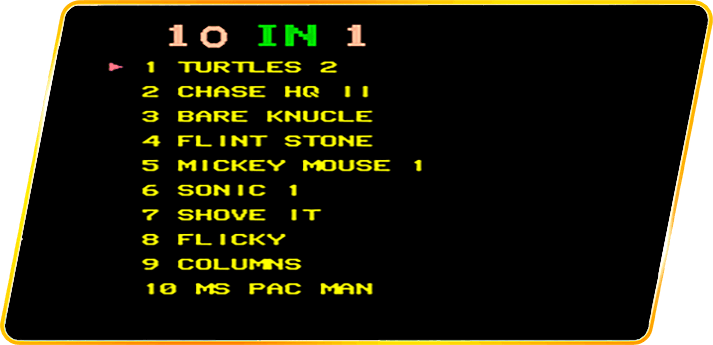 10 IN 1
1 TURTLES 2
2 CHASE HQ II
3 BARE KNUCLE
4 FLINT STONE
5 MICKEY MOUSE 1
6 SONIC 1
7 SHOVE IT
8 FLICKY
9 COLUMNS
10 MS PAC MAN